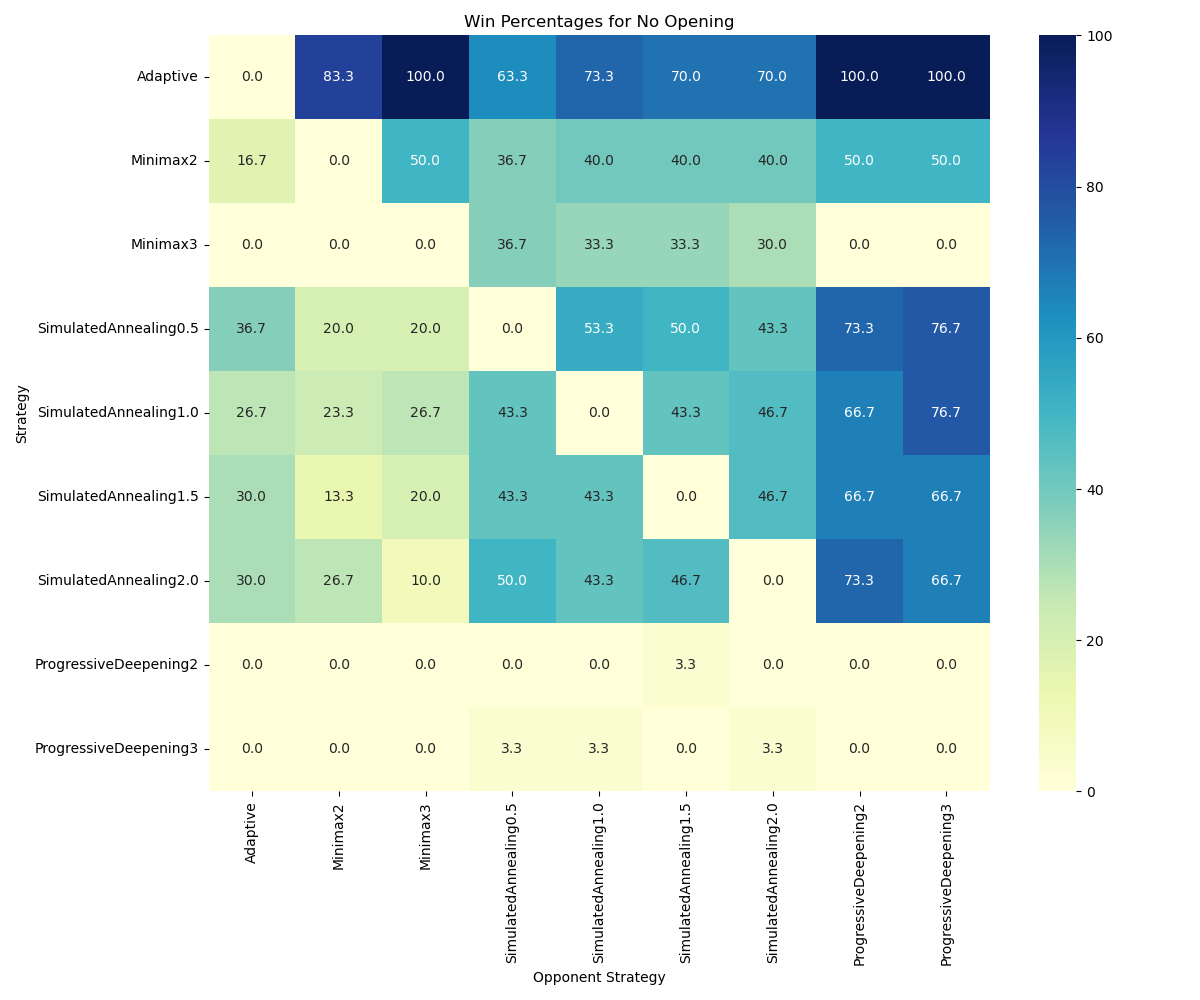 Win Percentages for No Opening
Adaptive 0.0 83.3 100.0 63.3 73.3 70.0 70.0 100.0 100.0
Minimax2 16.7 0.0 50.0 36.7 40.0 40.0 40.0 50.0 50.0
Minimax3 0.0 0.0 0.0 36.7 33.3 33.3 30.0 0.0 0.0
SimulatedAnnealing0.5 36.7 20.0 20.0 0.0 53.3 50.0 43.3 73.3 76.7
SimulatedAnnealing1.0 26.7 23.3 26.7 43.3 0.0 43.3 46.7 66.7 76.7
SimulatedAnnealing1.5 30.0 13.3 20.0 43.3 43.3 0.0 46.7 66.7 66.7
SimulatedAnnealing2.0 30.0 26.7 10.0 50.0 43.3 46.7 0.0 73.3 66.7
ProgressiveDeepening2 0.0 0.0 0.0 0.0 0.0 3.3 0.0 0.0 0.0
ProgressiveDeepening3 0.0 0.0 0.0 3.3 3.3 0.0 3.3 0.0 0.0
Strategy
Adaptive
Minimax2
Minimax3
SimulatedAnnealing0.5
SimulatedAnnealing1.0
SimulatedAnnealing1.5
SimulatedAnnealing2.0
ProgressiveDeepening2
ProgressiveDeepening3
Opponent Strategy
100
80
60
40
20
0